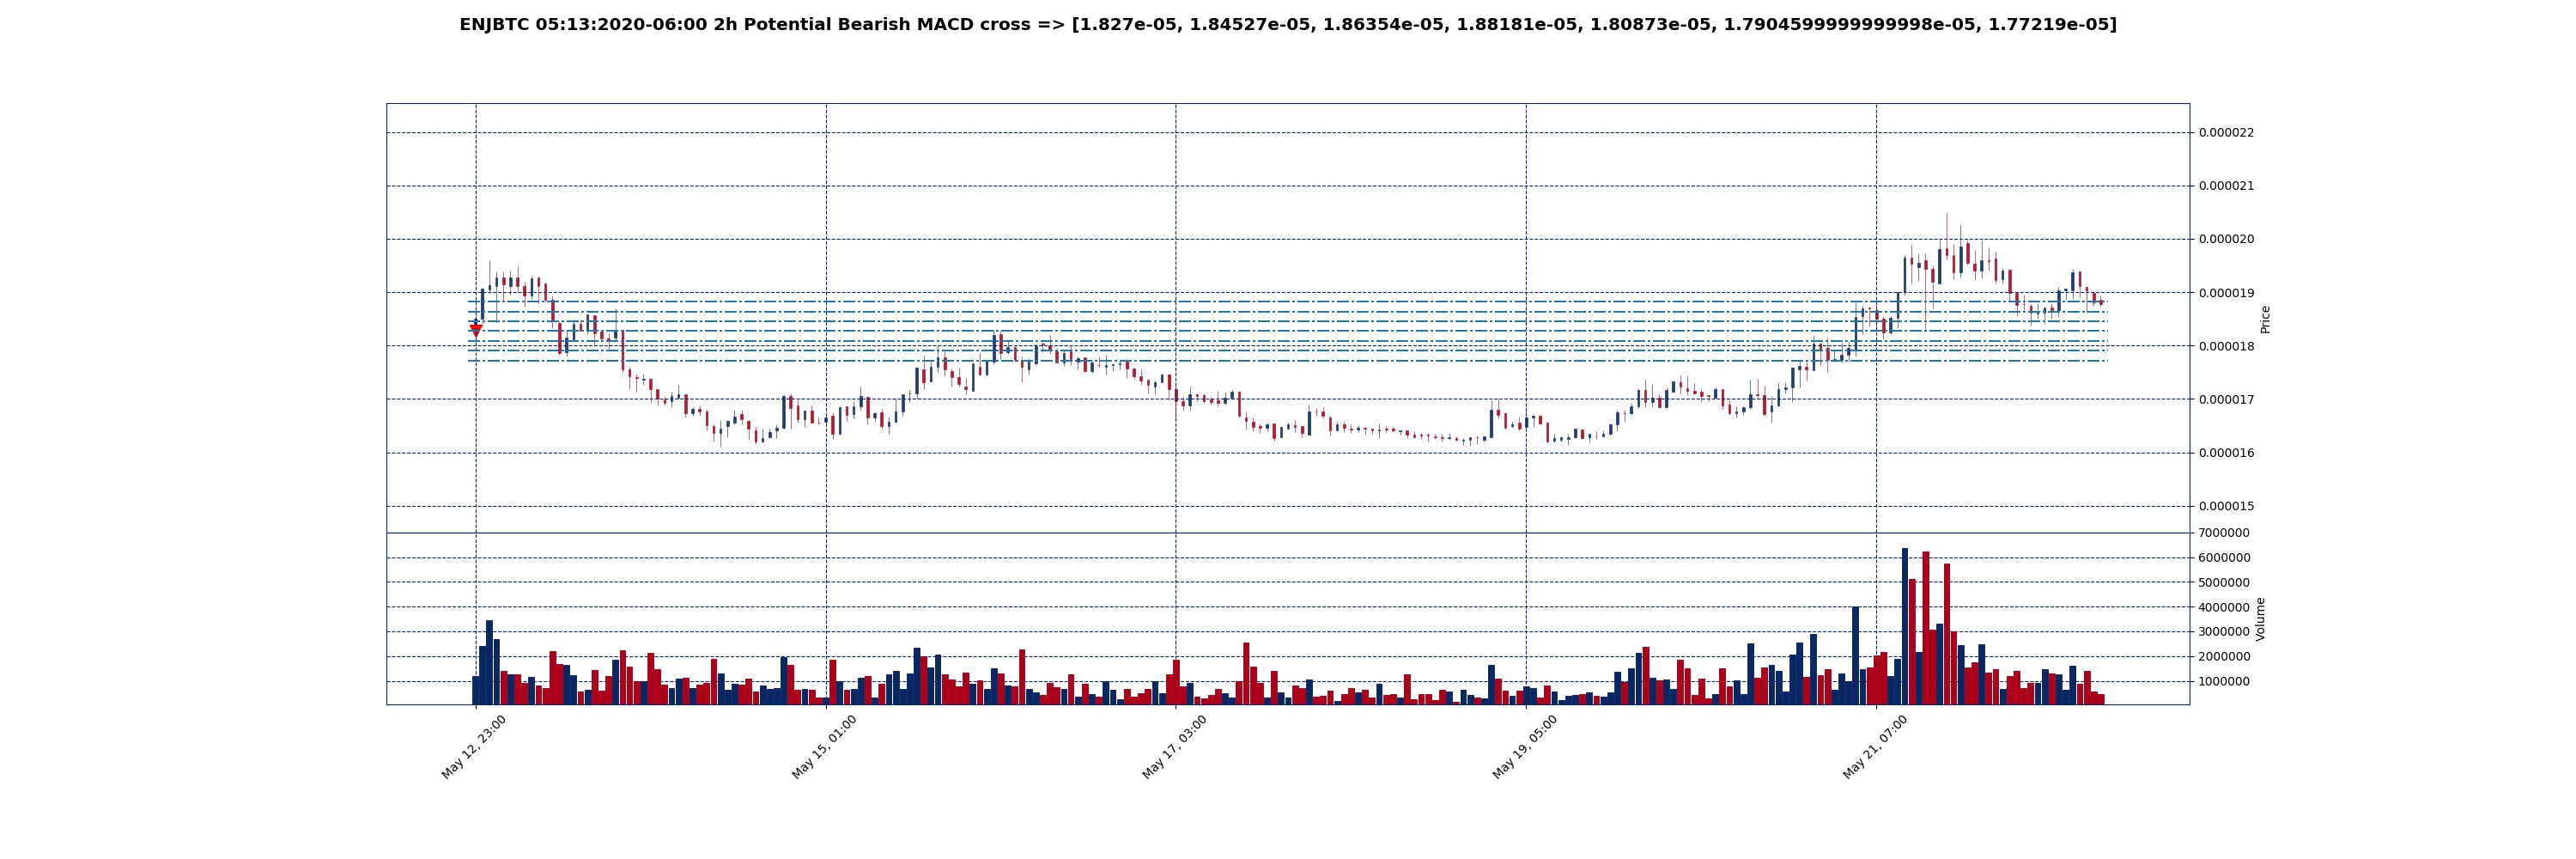 ENJBTC 05:13:2020-06:00 2h Potential Bearish MACD cross => [1.827e-05, 1.84527e-05, 1.86354e-05, 1.88181e-05, 1.80873e-05, 1.7904599999999998e-05, 1.77219e-05]
0.000022
0.000021
0.000020
0.000019
0.000018
0.000017
0.000016
0.000015
Price
7000000
6000000
5000000
4000000
3000000
2000000
1000000
Volume
May 12, 23:00
May 15, 01:00
May 17, 03:00
May 19, 05:00
May 21, 07:00